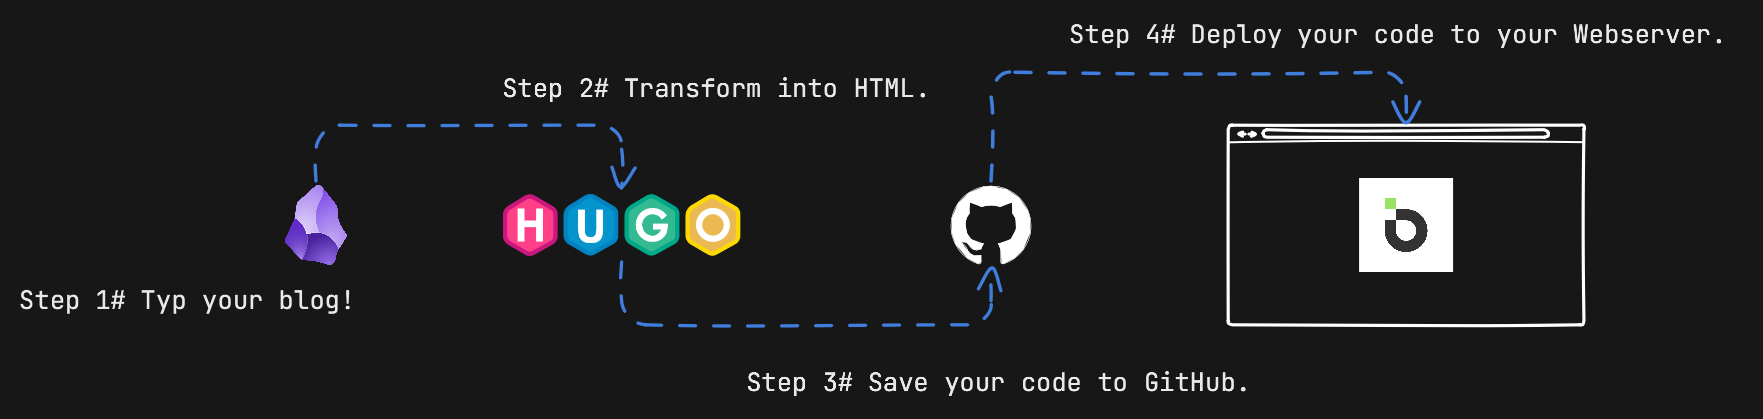 Step 4# Deploy your code to your Webserver.
Step 2# Transform into HTML.
HUGO
Step 1# Typ your blog!
Step 3# Save your code to GitHub.